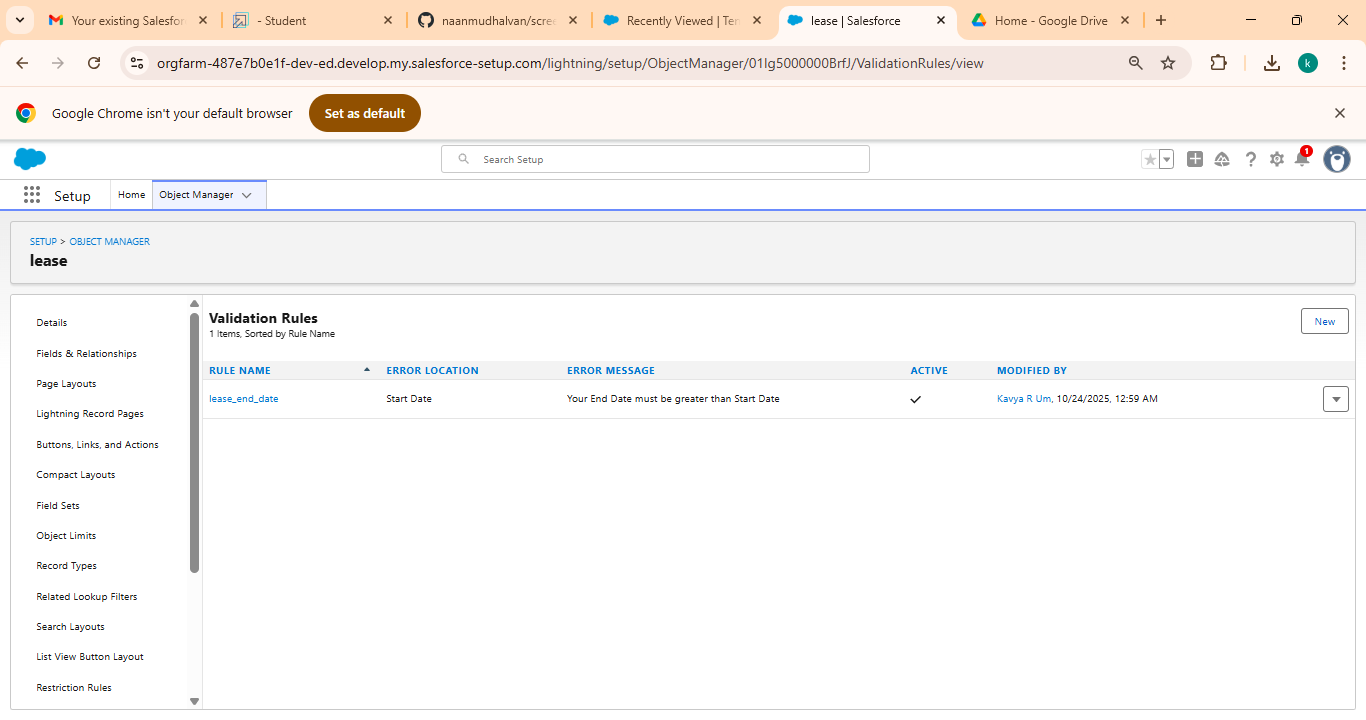 Your existing Salesfor
- Student
naanmudhalvan/scree
Recently Viewed | Ten
lease | Salesforce
Home - Google Drive
orgfarm-487e7b0e1f-dev-ed.develop.my.salesforce-setup.com/lightning/setup/ObjectManager/01Ig5000000BrfJ/ValidationRules/view
k
Google Chrome isn't your default browser
Set as default
Search Setup
1
Setup
Home
Object Manager
SETUP > OBJECT MANAGER
lease
Details
Fields & Relationships
Page Layouts
Lightning Record Pages
Buttons, Links, and Actions
Compact Layouts
Field Sets
Object Limits
Record Types
Related Lookup Filters
Search Layouts
List View Button Layout
Restriction Rules
Validation Rules
1 Items, Sorted by Rule Name
New
RULE NAME ERROR LOCATION ERROR MESSAGE ACTIVE MODIFIED BY
lease_end_date Start Date Your End Date must be greater than Start Date Kavya R Um, 10/24/2025, 12:59 AM